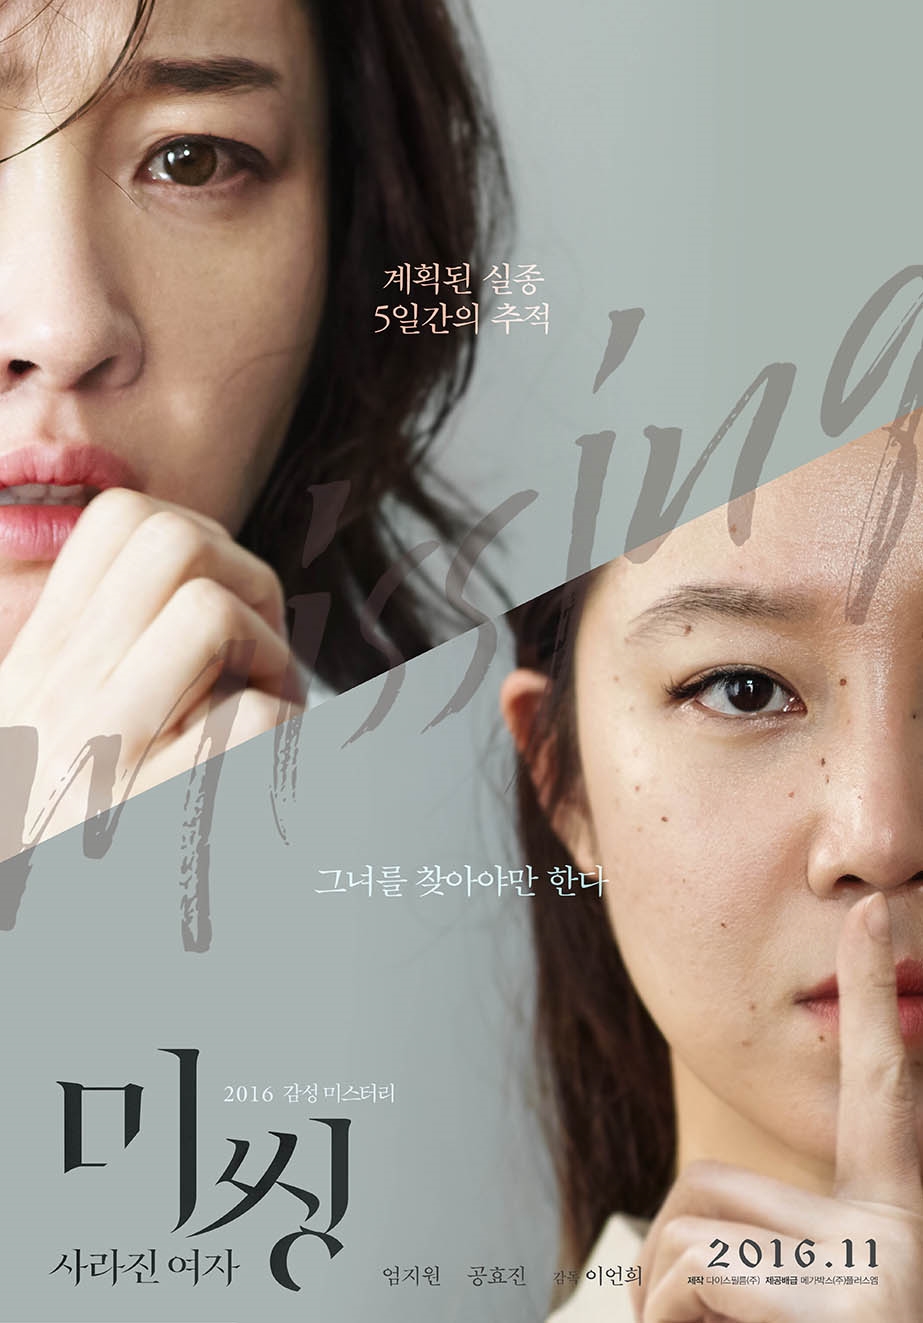 계획된 실종
5일간의 추적
missing
그녀를 찾아야만 한다
2016 감성 미스터리
미씽
사라진 여자
엄지원 공효진 감독 이언희
2016.11
제작 다이스필름(주) 제공배급 메가박스(주)플러스엠